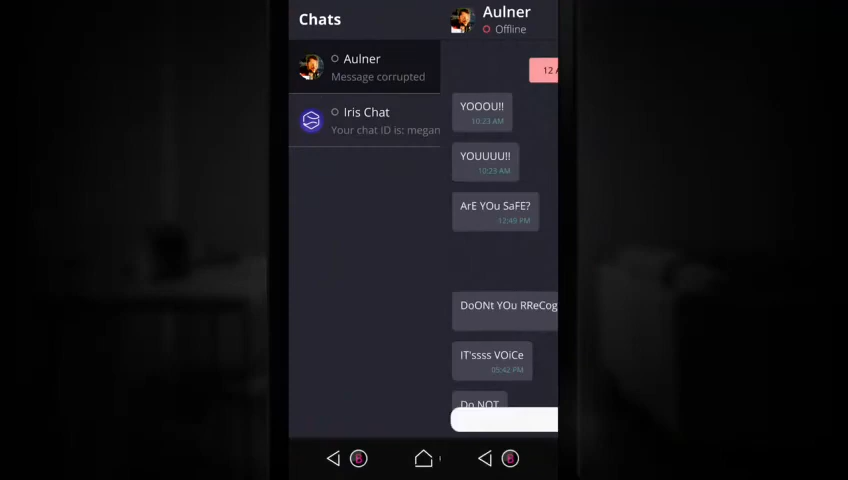 Chats
Aulner
Message corrupted
Iris Chat
Your chat ID is: megan
Aulner
Offline
12
YOOOU!!
10:23 AM
YOUUUU!!
10:23 AM
ArE YOu SaFE?
12:49 PM
DoONt YOu RReCog
IT'ssss VOiCe
05:42 PM
Do NOT